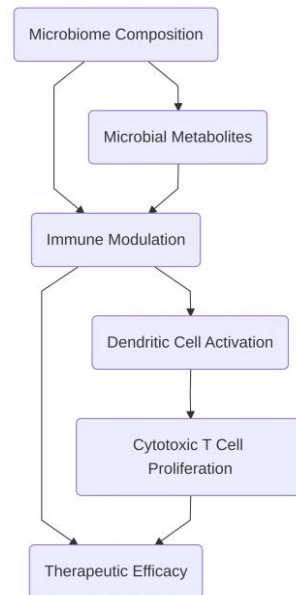 Microbiome Composition
Microbial Metabolites
Immune Modulation
Dendritic Cell Activation
Cytotoxic T Cell
Proliferation
Therapeutic Efficacy